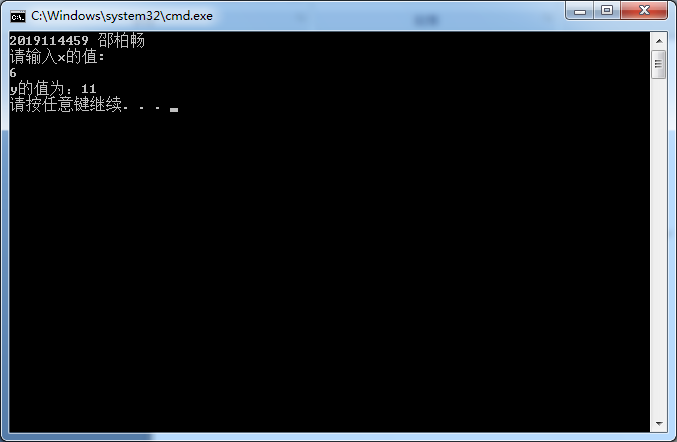 C:\Windows\system32\cmd.exe
2019114459 邵柏畅
请输入x的值：
6
y的值为：11
请按任意键继续. . .